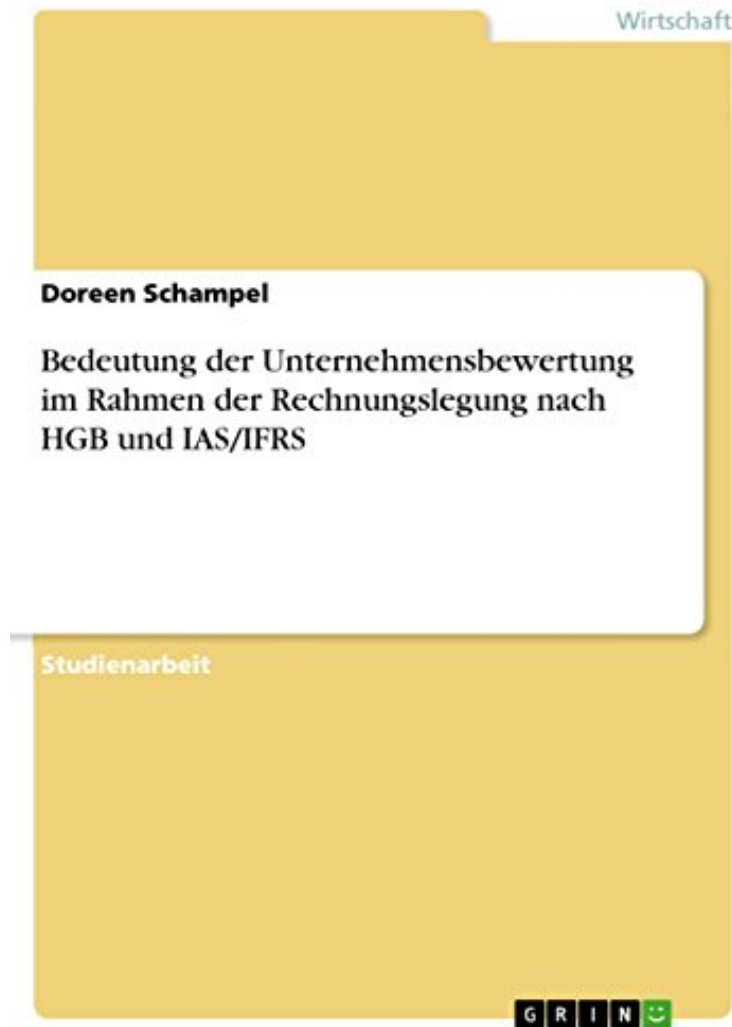 Wirtschaft
Doreen Schampel
Bedeutung der Unternehmensbewertung
im Rahmen der Rechnungslegung nach
HGB und IAS/IFRS
Studienarbeit
GRIN